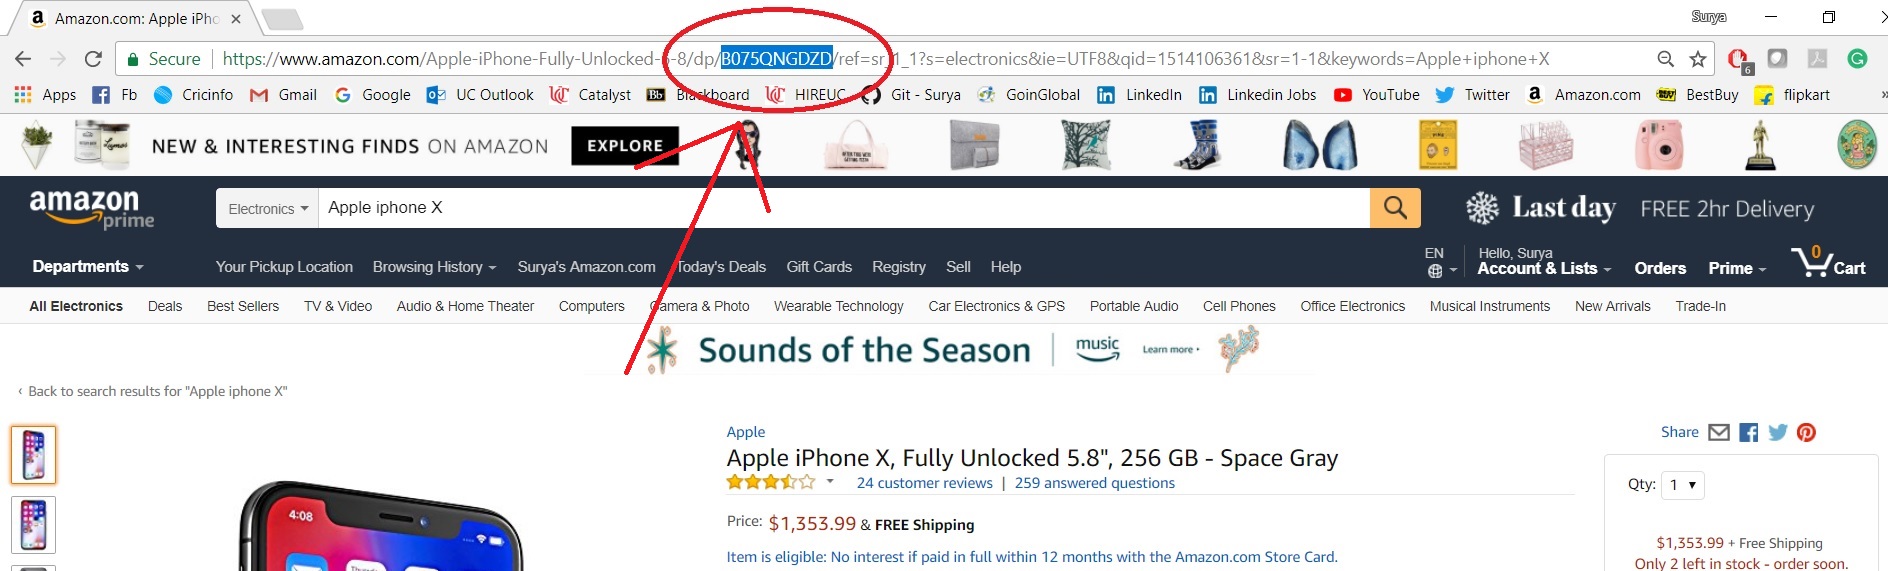 Amazon.com: Apple iPho
Surya
Secure https://www.amazon.com/Apple-iPhone-Fully-Unlocked-5-8/dp/B075QNGDZD/ref=sr_1_1?s=electronics&ie=UTF8&qid=1514106361&sr=1-1&keywords=Apple+iphone+X
6
Apps Fb Cricinfo Gmail Google UC Outlook Catalyst Blackboard HIREUC Git - Surya GoinGlobal LinkedIn Linkedin Jobs YouTube Twitter Amazon.com BestBuy flipkart »
NEW & INTERESTING FINDS ON AMAZON EXPLORE
amazon prime
Electronics Apple iphone X
Last day FREE 2hr Delivery
Departments Your Pickup Location Browsing History Surya's Amazon.com Today's Deals Gift Cards Registry Sell Help
EN Hello, Surya
Account & Lists Orders Prime 0 Cart
All Electronics Deals Best Sellers TV & Video Audio & Home Theater Computers Camera & Photo Wearable Technology Car Electronics & GPS Portable Audio Cell Phones Office Electronics Musical Instruments New Arrivals Trade-In
Sounds of the Season music Learn more
‹ Back to search results for "Apple iphone X"
Apple
Share
Apple iPhone X, Fully Unlocked 5.8", 256 GB - Space Gray
24 customer reviews | 259 answered questions
Qty: 1
4:08
Price: $1,353.99 & FREE Shipping
$1,353.99 + Free Shipping
Item is eligible: No interest if paid in full within 12 months with the Amazon.com Store Card.
Only 2 left in stock - order soon.